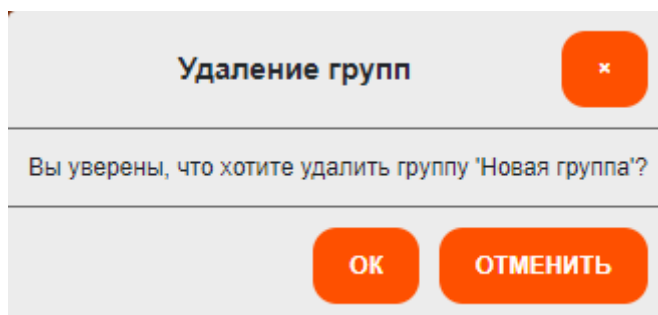 Удаление групп
×
Вы уверены, что хотите удалить группу 'Новая группа'?
ОК
ОТМЕНИТЬ